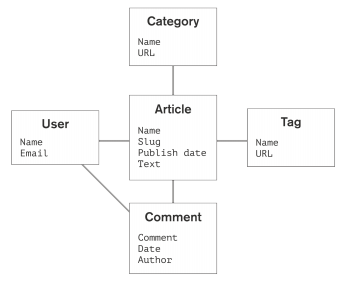 Category
Name
URL
User
Name
Email
Article
Name
Slug
Publish date
Text
Tag
Name
URL
Comment
Comment
Date
Author